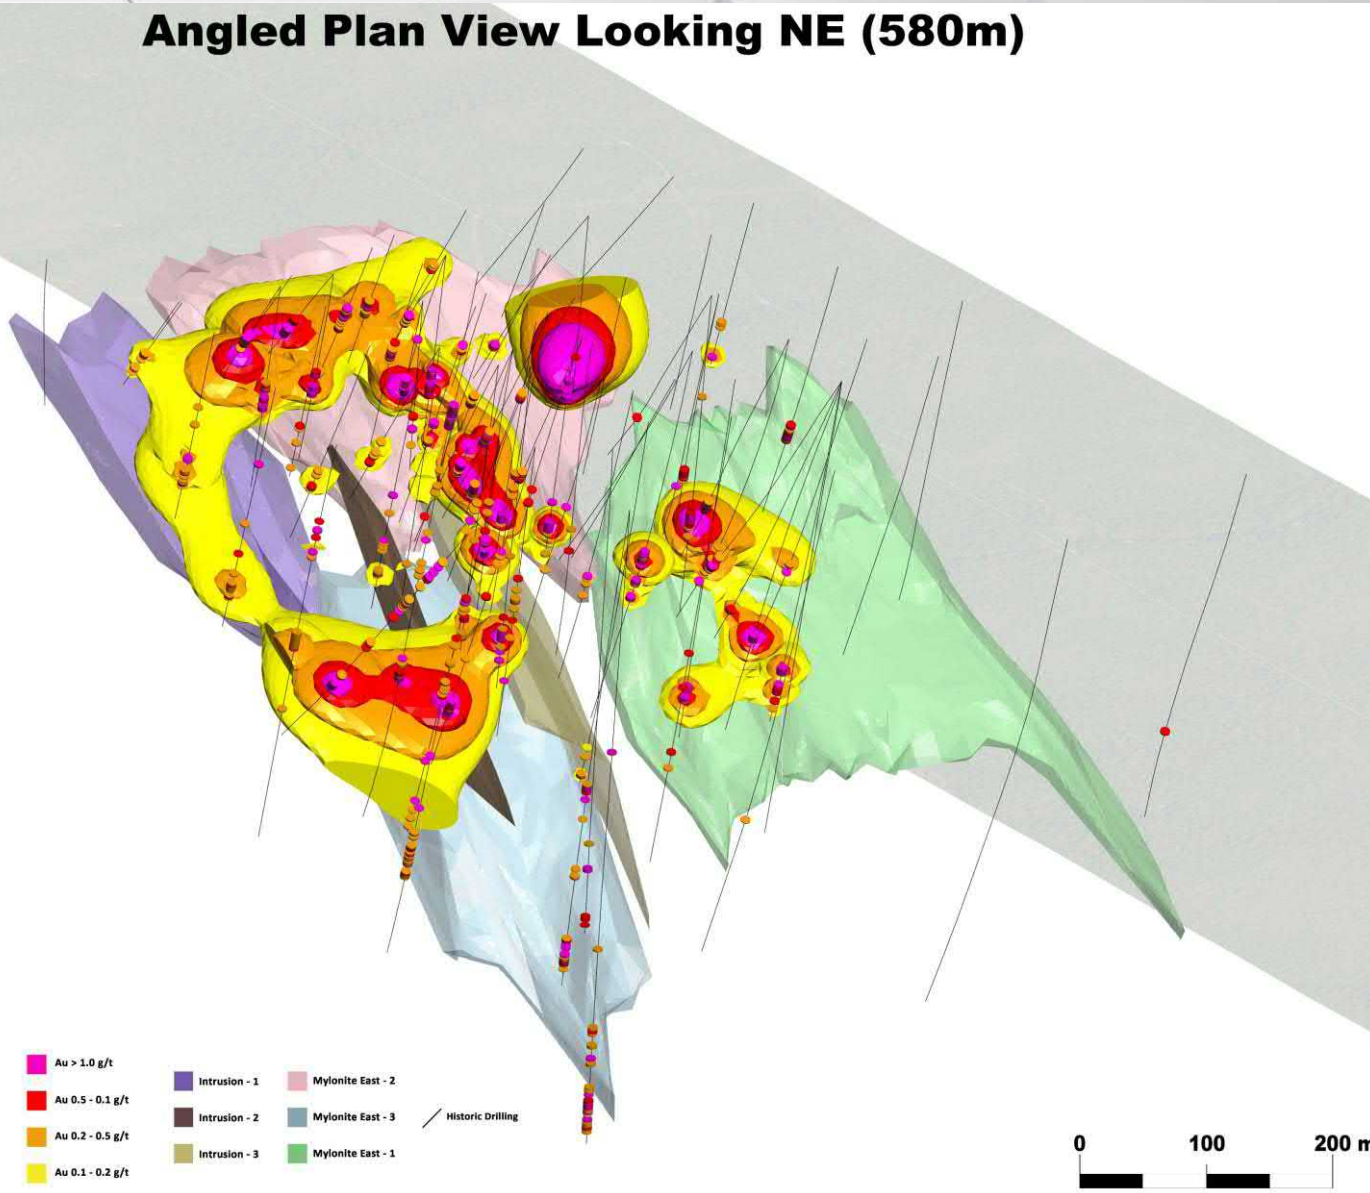 Angled Plan View Looking NE (580m)
Au > 1.0 g/t
Au 0.5 - 0.1 g/t
Au 0.2 - 0.5 g/t
Au 0.1 - 0.2 g/t
Intrusion - 1
Intrusion - 2
Intrusion - 3
Mylonite East - 2
Mylonite East - 3
Mylonite East - 1
Historic Drilling
0 100 200 m